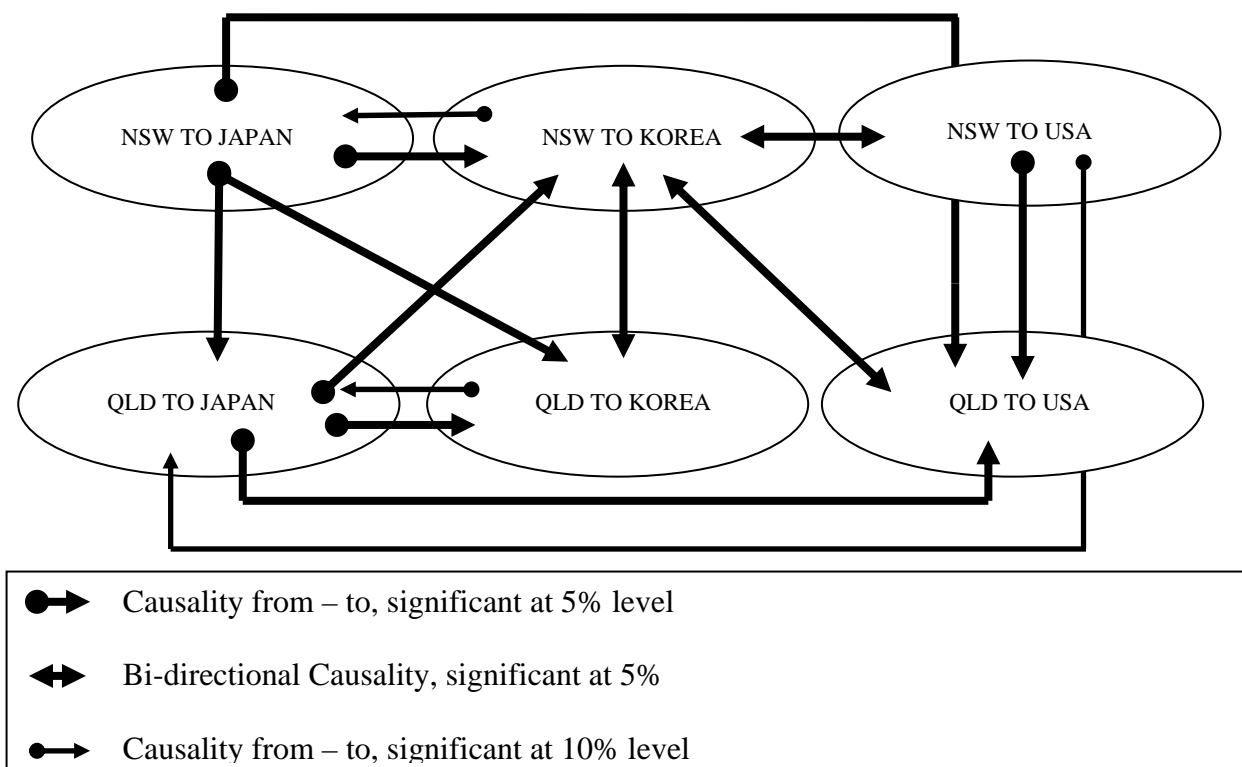 NSW TO JAPAN
NSW TO KOREA
NSW TO USA
QLD TO JAPAN
QLD TO KOREA
QLD TO USA
Causality from – to, significant at 5% level
Bi-directional Causality, significant at 5%
Causality from – to, significant at 10% level